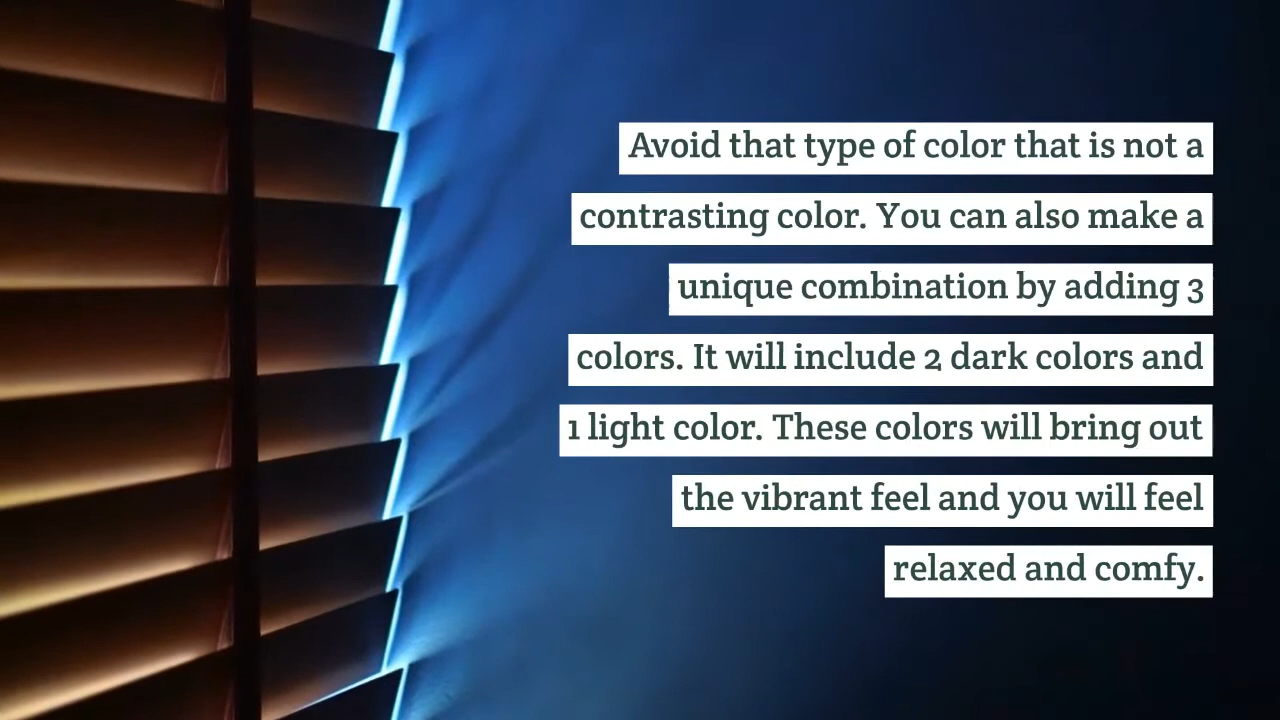 Avoid that type of color that is not a
contrasting color. You can also make a
unique combination by adding 3
colors. It will include 2 dark colors and
1 light color. These colors will bring out
the vibrant feel and you will feel
relaxed and comfy.